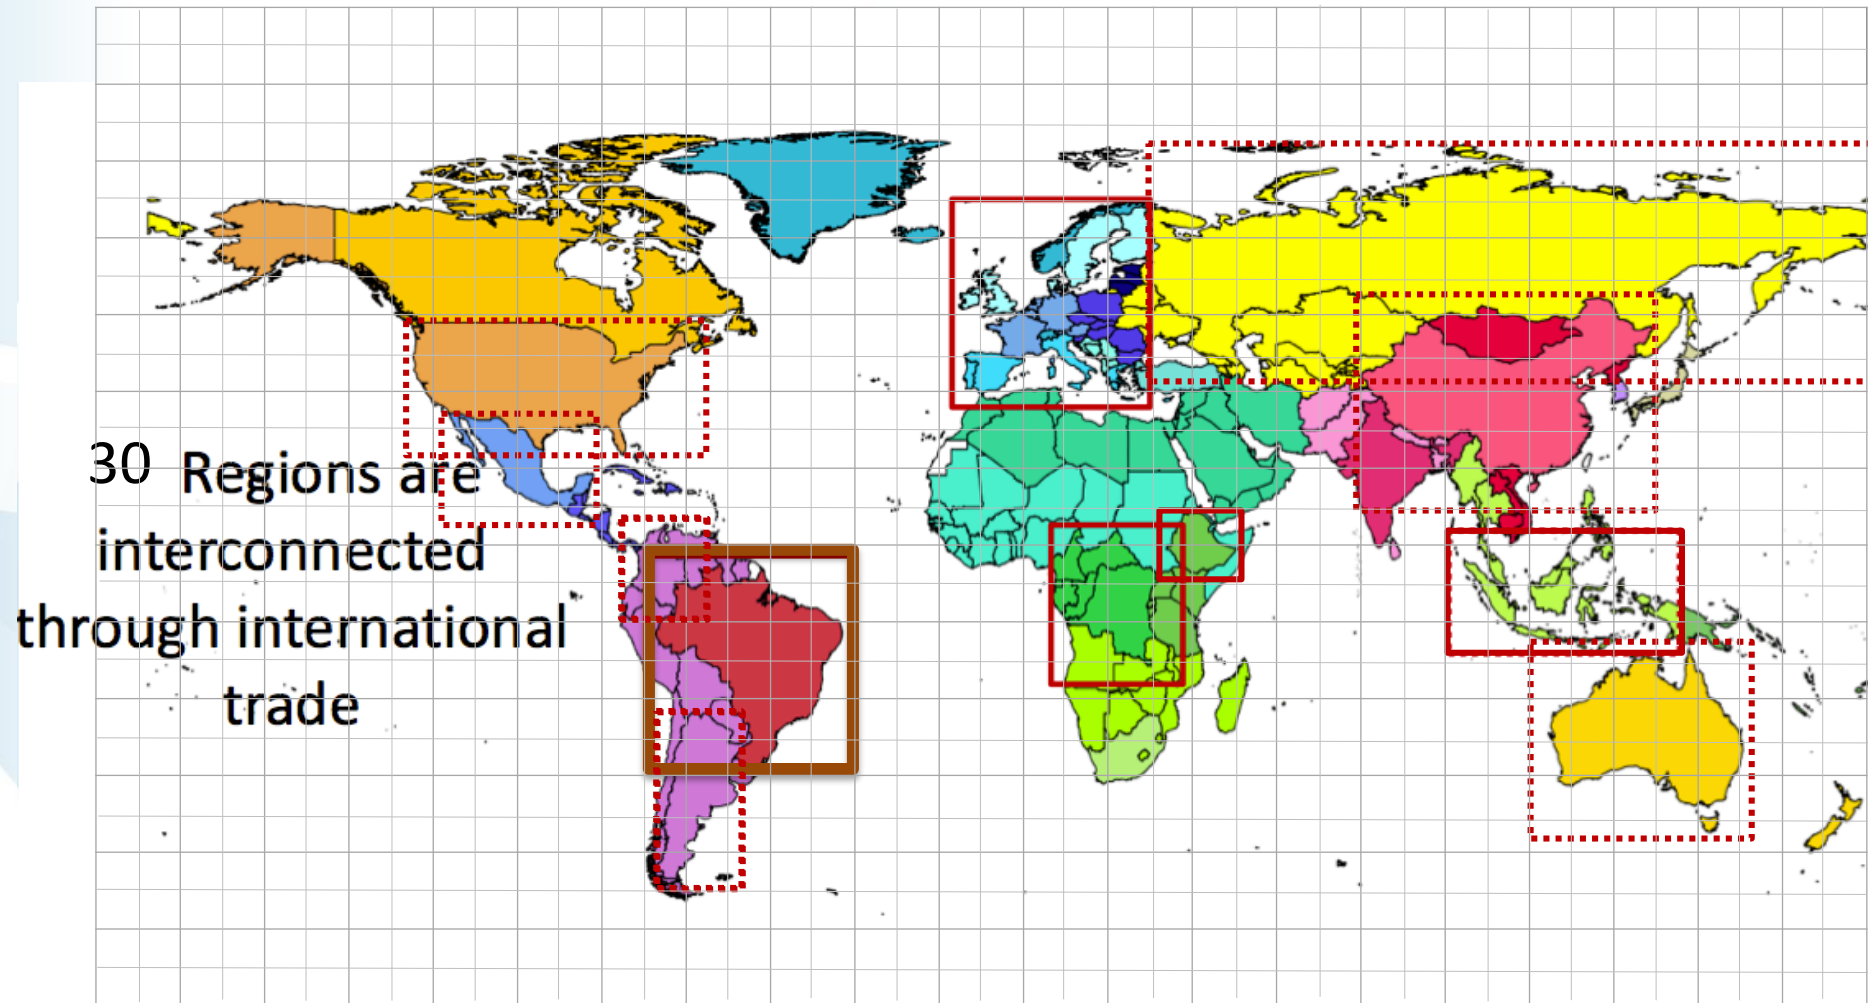 30
Regions are
interconnected
through international
trade